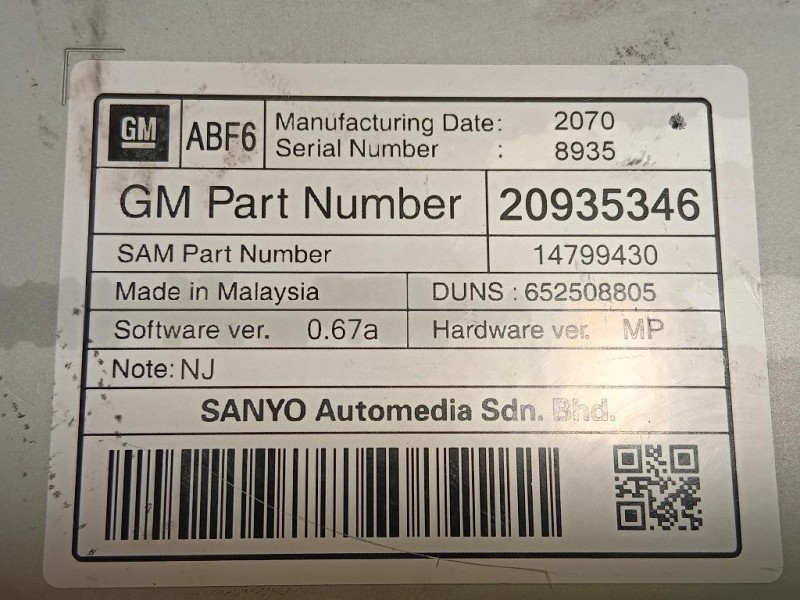 GM ABF6 Manufacturing Date: 2070
Serial Number : 8935
GM Part Number 20935346
SAM Part Number 14799430
Made in Malaysia DUNS : 652508805
Software ver. 0.67a Hardware ver. MP
Note: NJ
SANYO Automedia Sdn. Bhd.